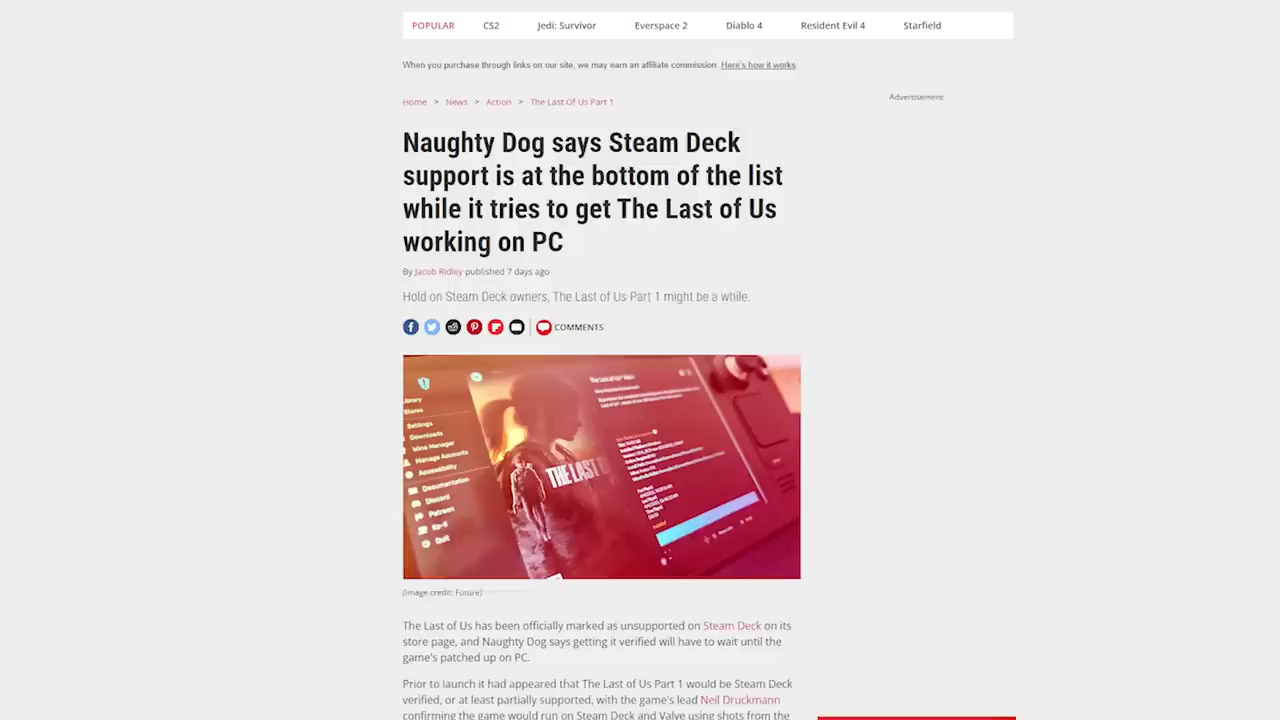 POPULAR CS2 Jedi: Survivor Everspace 2 Diablo 4 Resident Evil 4 Starfield
When you purchase through links on our site, we may earn an affiliate commission. Here's how it works
Home > News > Action > The Last Of Us Part 1
Advertisement
Naughty Dog says Steam Deck
support is at the bottom of the list
while it tries to get The Last of Us
working on PC
By Jacob Ridley published 7 days ago
Hold on Steam Deck owners, The Last of Us Part 1 might be a while.
COMMENTS
Library
Stores
Settings
Downloads
Wine Manager
Manage Accounts
Accessibility
Documentation
Discord
Patreon
Ko-fi
Quit
THE LAST
(Image credit: Future)
The Last of Us has been officially marked as unsupported on Steam Deck on its
store page, and Naughty Dog says getting it verified will have to wait until the
game's patched up on PC.
Prior to launch it had appeared that The Last of Us Part 1 would be Steam Deck
verified, or at least partially supported, with the game's lead Neil Druckmann
confirming the game would run on Steam Deck and Valve using shots from the